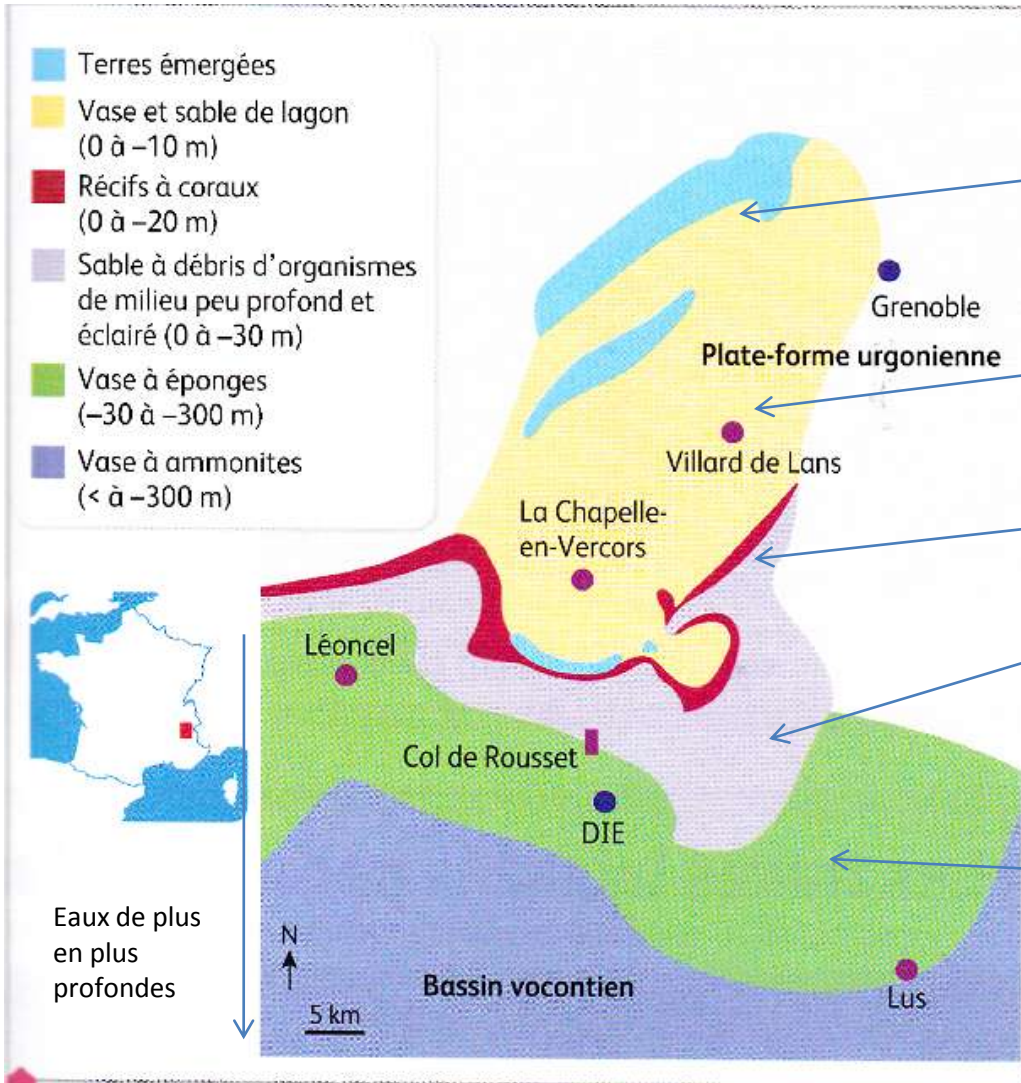 Terres émergées
Vase et sable de lagon
(0 à –10 m)
Récifs à coraux
(0 à –20 m)
Sable à débris d'organismes
de milieu peu profond et
éclairé (0 à –30 m)
Vase à éponges
(–30 à –300 m)
Vase à ammonites
(< à –300 m)
Grenoble
Plate-forme urgonienne
Villard de Lans
La Chapelle-
en-Vercors
Léoncel
Col de Rousset
DIE
Eaux de plus
en plus
profondes
N
5 km
Bassin vocontien
Lus